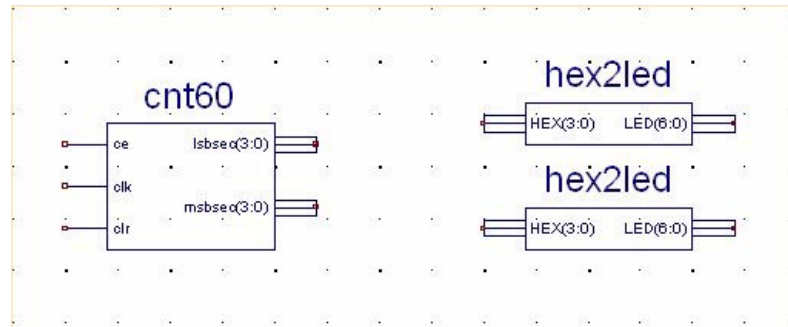 cnt60
ce
lsbsec(3:0)
clk
msbsec(3:0)
clr
hex2led
HEX(3:0) LED(6:0)
hex2led
HEX(3:0) LED(6:0)